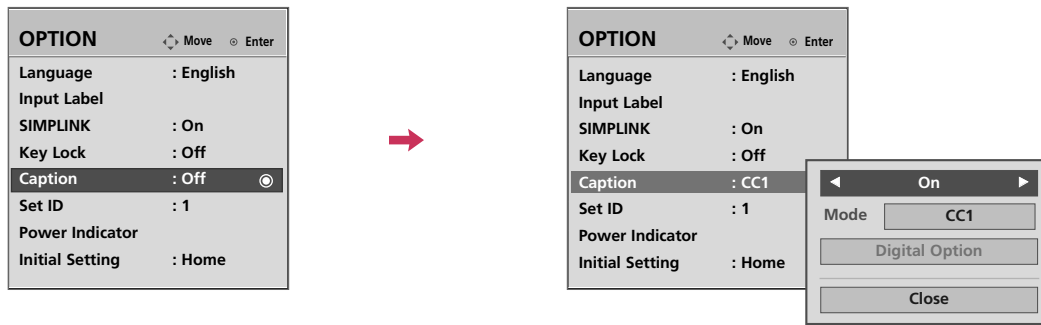 OPTION Move Enter
Language : English
Input Label
SIMPLINK : On
Key Lock : Off
Caption : Off
Set ID : 1
Power Indicator
Initial Setting : Home
OPTION Move Enter
Language : English
Input Label
SIMPLINK : On
Key Lock : Off
Caption : CC1
Set ID : 1
Power Indicator
Initial Setting : Home
On
Mode CC1
Digital Option
Close